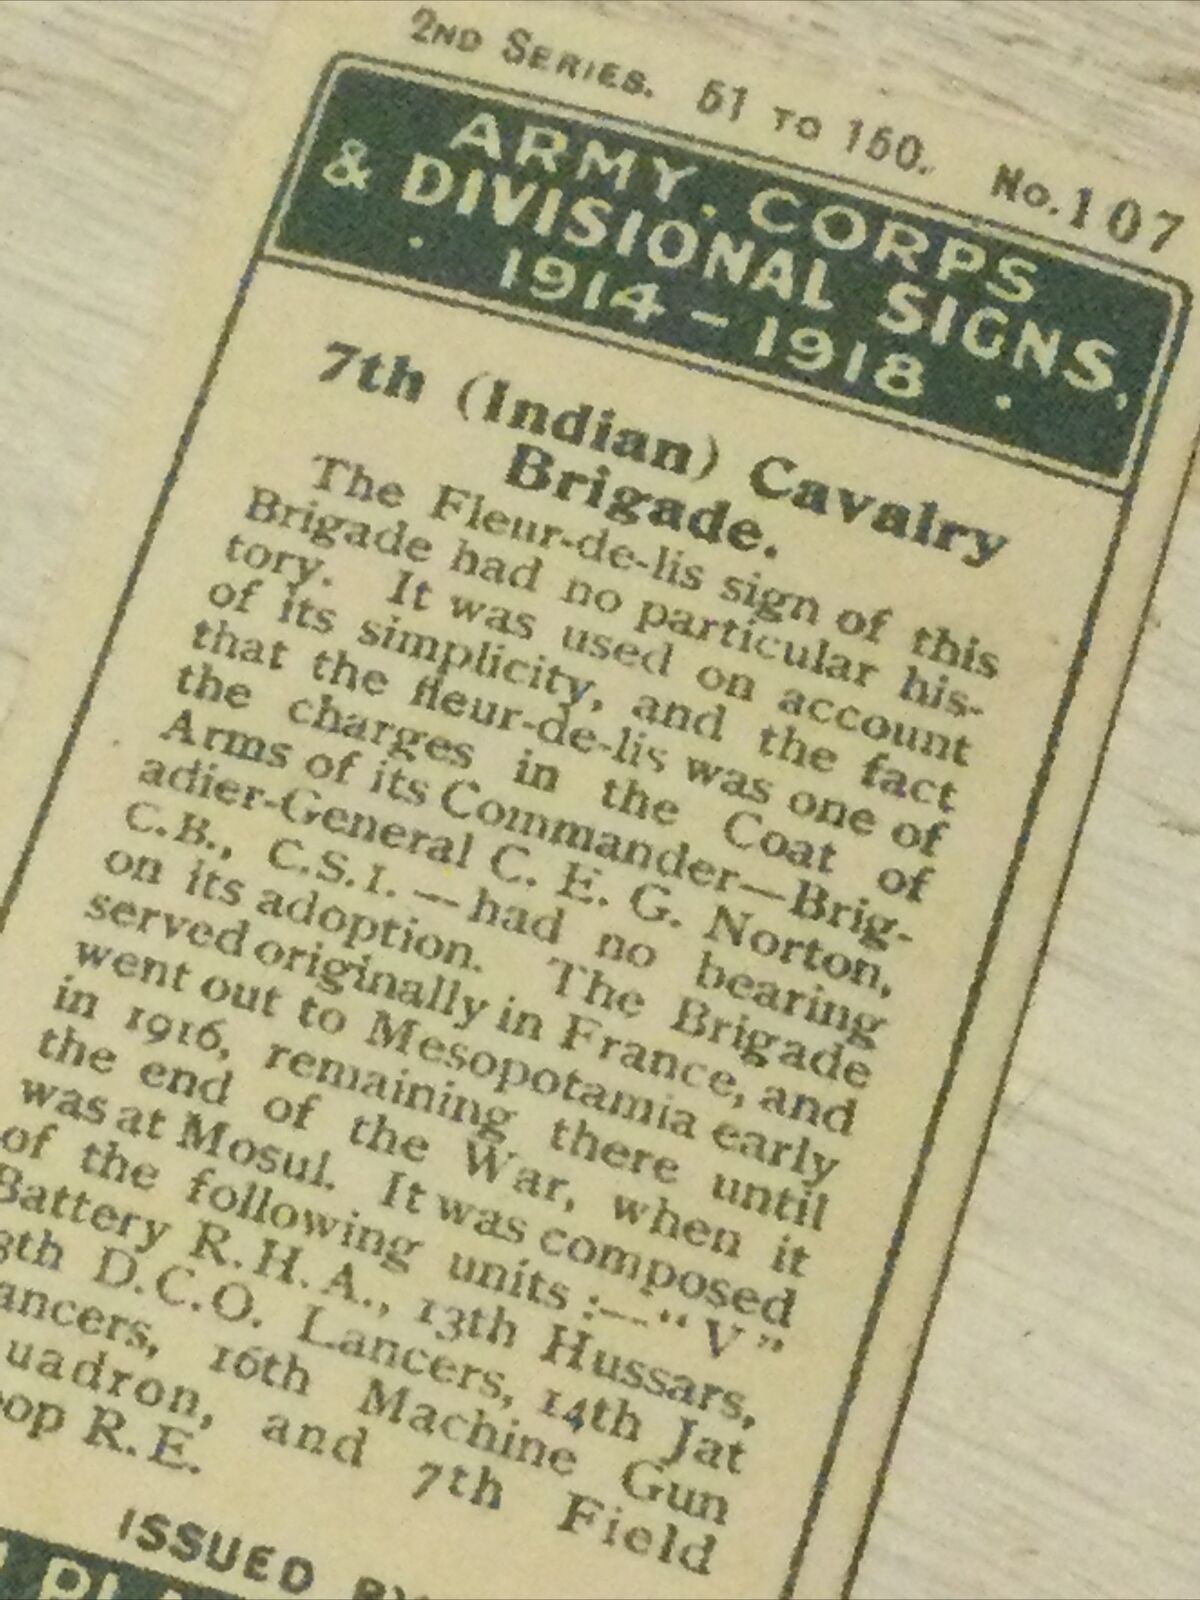 2ND SERIES. 51 TO 150. No. 107
ARMY. CORPS
& DIVISIONAL SIGNS,
· 1914 – 1918 ·
7th (Indian) Cavalry
Brigade.
The Fleur-de-lis sign of this
Brigade had no particular his-
tory. It was used on account
of its simplicity, and the fact
that the fleur-de-lis was one of
the charges in the Coat of
Arms of its Commander—Brig-
adier-General C. E. G. Norton,
C.B., C.S.I.—had no bearing
on its adoption. The Brigade
served originally in France, and
went out to Mesopotamia early
in 1916, remaining there until
the end of the War, when it
was at Mosul. It was composed
of the following units :—"V"
Battery R.H.A., 13th Hussars,
3th D.C.O. Lancers, 14th Jat
ancers, 16th Machine Gun
uadron, and 7th Field
oop R.E.
ISSUED BY